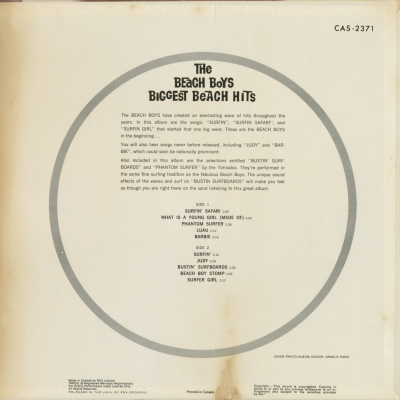 CAS-2371
The
BEACH BOYS
BIGGEST BEACH HITS
The BEACH BOYS have created an everlasting wave of hits throughout the
years. In this album are the songs: "SURFIN", "SURFIN SAFARI", and
"SURFIN GIRL" that started that one big wave. These are the BEACH BOYS
in the beginning . . .
You will also hear songs never before released, including "JUDY" and "BAR-
BIE", which could soon be nationally prominent.
Also included in this album are the selections entitled "BUSTIN' SURF-
BOARDS" and "PHANTOM SURFER" by the Tornados. They're performed in
the same fine surfing tradition as the fabulous Beach Boys. The unique sound
effects of the waves and surf on "BUSTIN SURFBOARDS" will make you feel
as though you are right there on the sand listening to this great album.
SIDE 1
SURFIN' SAFARI
WHAT IS A YOUNG GIRL (MADE OF)
PHANTOM SURFER
LUAU
BARBIE
SIDE 2
SURFIN'
JUDY
BUSTIN' SURFBOARDS
BEACH BOY STOMP
SURFER GIRL
COVER PHOTO/ALBUM DESIGN:
Printed in Canada